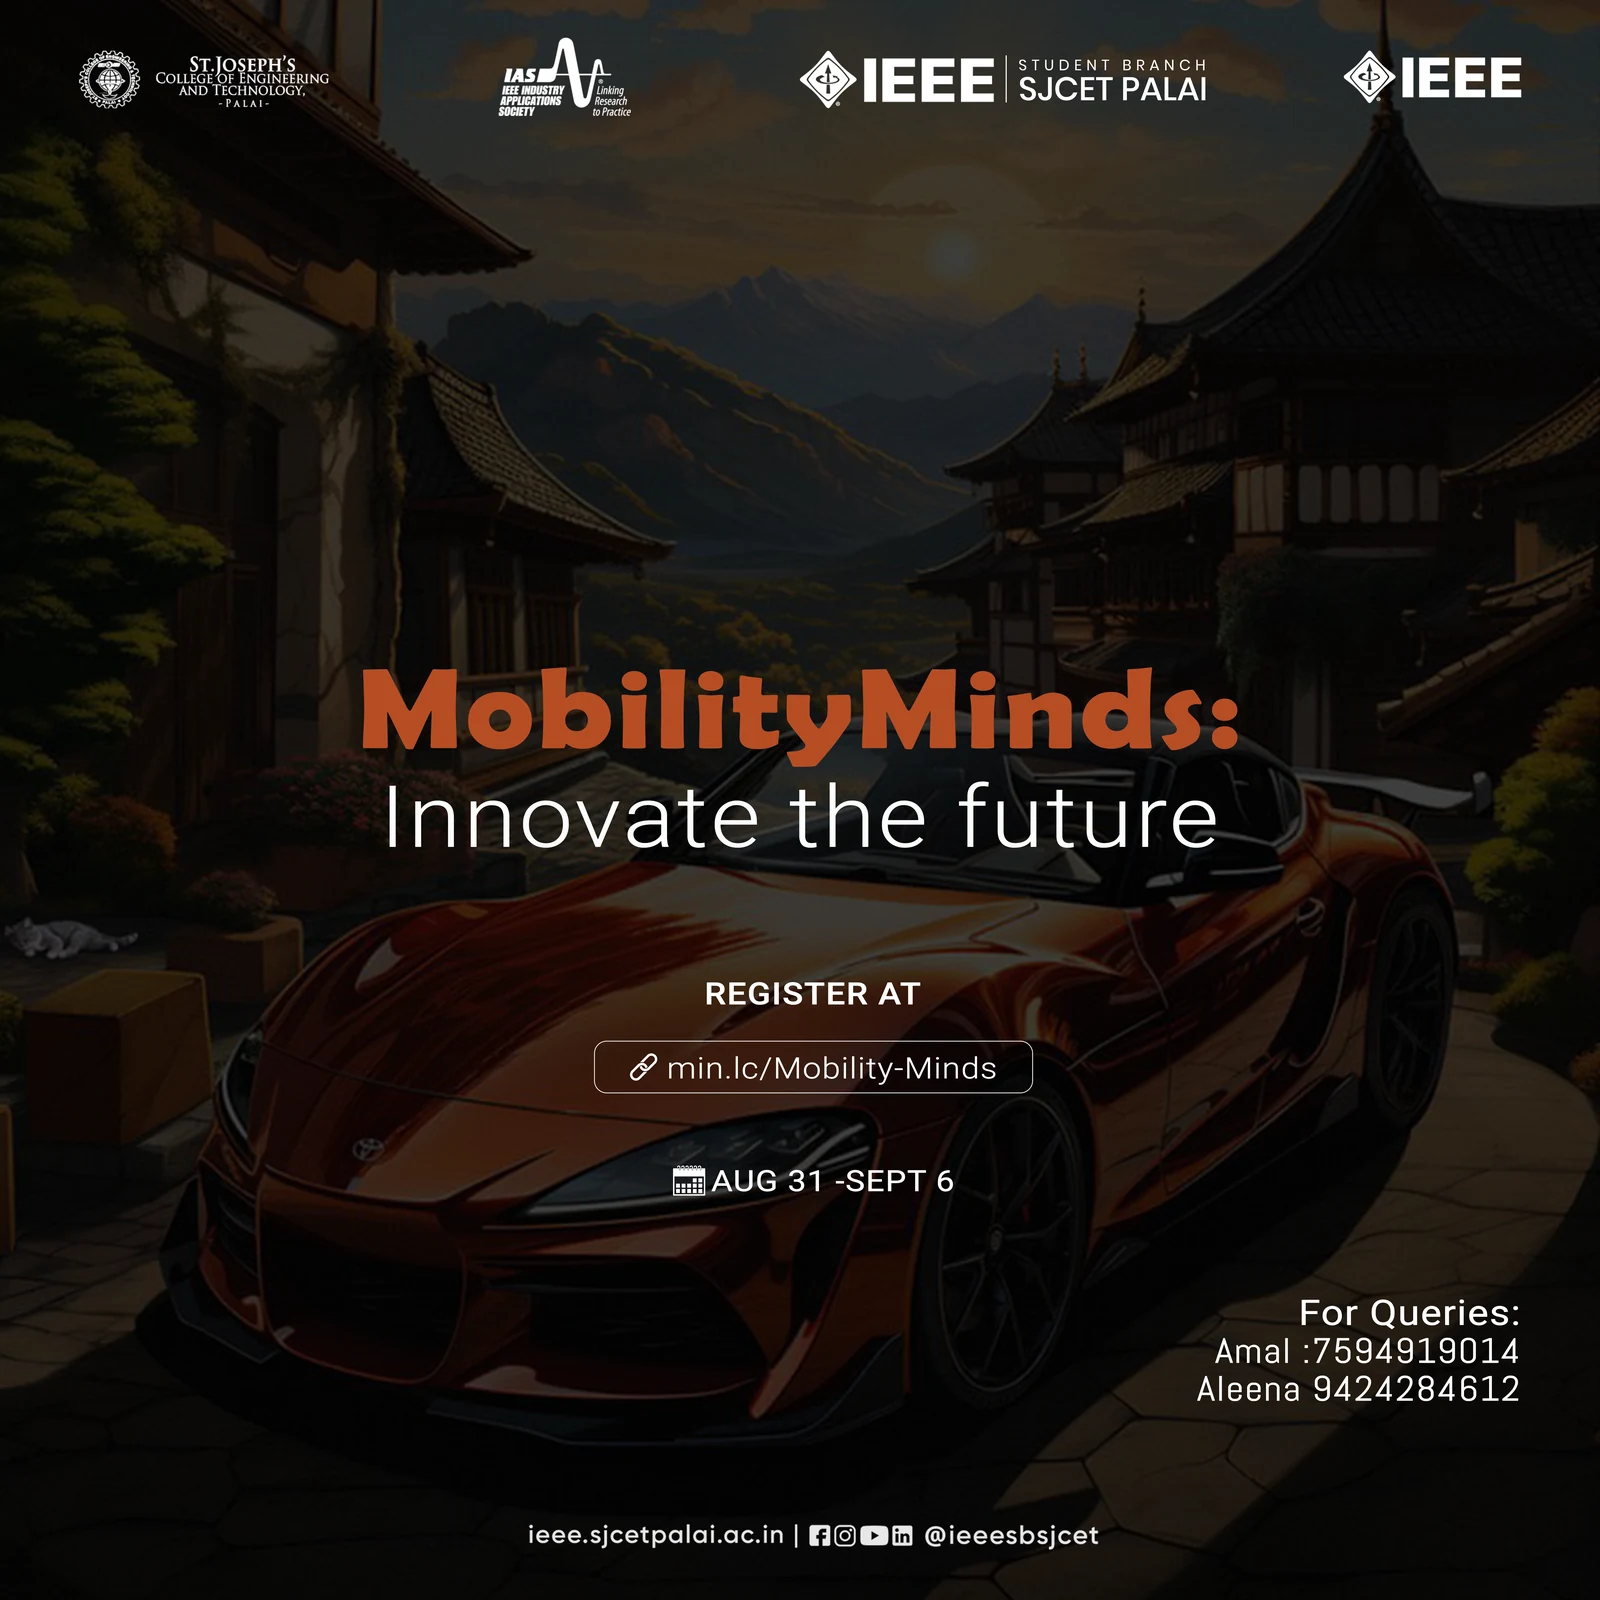 ST.JOSEPH'S
COLLEGE OF ENGINEERING
AND TECHNOLOGY,
-PALAI-
IAS
IEEE INDUSTRY
APPLICATIONS
SOCIETY
®
Linking
Research
to Practice
IEEE
STUDENT BRANCH
SJCET PALAI
IEEE
MobilityMinds:
Innovate the future
REGISTER AT
min.lc/Mobility-Minds
AUG 31 -SEPT 6
For Queries:
Amal :7594919014
Aleena 9424284612
ieee.sjcetpalai.ac.in | @ieeesbsjcet